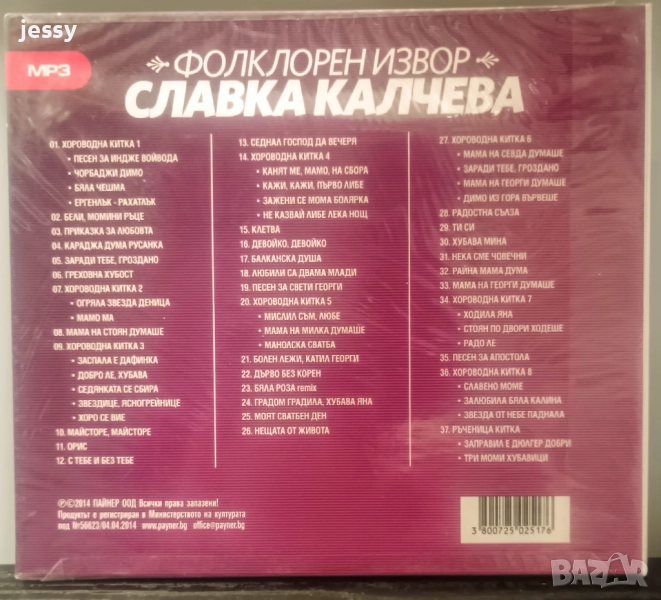 jessy
MP3
ФОЛКЛОРЕН ИЗВОР
СЛАВКА КАЛЧЕВА
01. ХОРОВОДНА КИТКА 1
• ПЕСЕН ЗА ИНДЖЕ ВОЙВОДА
• ЧОРБАДЖИ ДИМО
• БЯЛА ЧЕШМА
• ЕРГЕНЛЪК - РАХАТЛЪК
02. БЕЛИ, МОМИНИ РЪЦЕ
03. ПРИКАЗКА ЗА ЛЮБОВТА
04. КАРАДЖА ДУМА РУСАНКА
05. ЗАРАДИ ТЕБЕ, ГРОЗДАНО
06. ГРЕХОВНА ХУБОСТ
07. ХОРОВОДНА КИТКА 2
• ОГРЯЛА ЗВЕЗДА ДЕНИЦА
• МАМО МА
08. МАМА НА СТОЯН ДУМАШЕ
09. ХОРОВОДНА КИТКА 3
• ЗАСПАЛА Е ДАФИНКА
• ДОБРО ЛЕ, ХУБАВА
• СЕДЯНКАТА СЕ СБИРА
• ЗВЕЗДИЦЕ, ЯСНОГРЕЙНИЦЕ
• ХОРО СЕ ВИЕ
10. МАЙСТОРЕ, МАЙСТОРЕ
11. ОРИС
12. С ТЕБЕ И БЕЗ ТЕБЕ
13. СЕДНАЛ ГОСПОД ДА ВЕЧЕРЯ
14. ХОРОВОДНА КИТКА 4
• КАНЯТ МЕ, МАМО, НА СБОРА
• КАЖИ, КАЖИ, ПЪРВО ЛИБЕ
• ЗАЖЕНИ СЕ МОМА БОЛЯРКА
• НЕ КАЗВАЙ ЛИБЕ ЛЕКА НОЩ
15. КЛЕТВА
16. ДЕВОЙКО, ДЕВОЙКО
17. БАЛКАНСКА ДУША
18. ЛЮБИЛИ СА ДВАМА МЛАДИ
19. ПЕСЕН ЗА СВЕТИ ГЕОРГИ
20. ХОРОВОДНА КИТКА 5
• МИСЛИЛ СЪМ, ЛЮБЕ
• МАМА НА МИЛКА ДУМАШЕ
• МАНОЛСКА СВАТБА
21. БОЛЕН ЛЕЖИ, КАТИЛ ГЕОРГИ
22. ДЪРВО БЕЗ КОРЕН
23. БЯЛА РОЗА remix
24. ГРАДОМ ГРАДИЛА, ХУБАВА ЯНА
25. МОЯТ СВАТБЕН ДЕН
26. НЕЩАТА ОТ ЖИВОТА
27. ХОРОВОДНА КИТКА 6
• МАМА НА СЕВДА ДУМАШЕ
• ЗАРАДИ ТЕБЕ, ГРОЗДАНО
• МАМА НА ГЕОРГИ ДУМАШЕ
• ДИМО ИЗ ГОРА ВЪРВЕШЕ
28. РАДОСТНА СЪЛЗА
29. ТИ СИ
30. ХУБАВА МИНА
31. НЕКА СМЕ ЧОВЕЧНИ
32. РАЙНА МАМА ДУМА
33. МАМА НА ГЕОРГИ ДУМАШЕ
34. ХОРОВОДНА КИТКА 7
• ХОДИЛА ЯНА
• СТОЯН ПО ДВОРИ ХОДЕШЕ
• РАДО ЛЕ
35. ПЕСЕН ЗА АПОСТОЛА
36. ХОРОВОДНА КИТКА 8
• СЛАВЕНО МОМЕ
• ЗАЛЮБИЛА БЯЛА КАЛИНА
• ЗВЕЗДА ОТ НЕБЕ ПАДНАЛА
37. РЪЧЕНИЦА КИТКА
• ЗАПРАВИЛ Е ДЮЛГЕР ДОБРИ
• ТРИ МОМИ ХУБАВИЦИ
℗©2014 ПАЙНЕР ООД Всички права запазени!
Продуктът е регистриран в Министерството на културата
под №56623/04.04.2014 www.payner.bg office@payner.bg
3 800725 025176
BAZAR